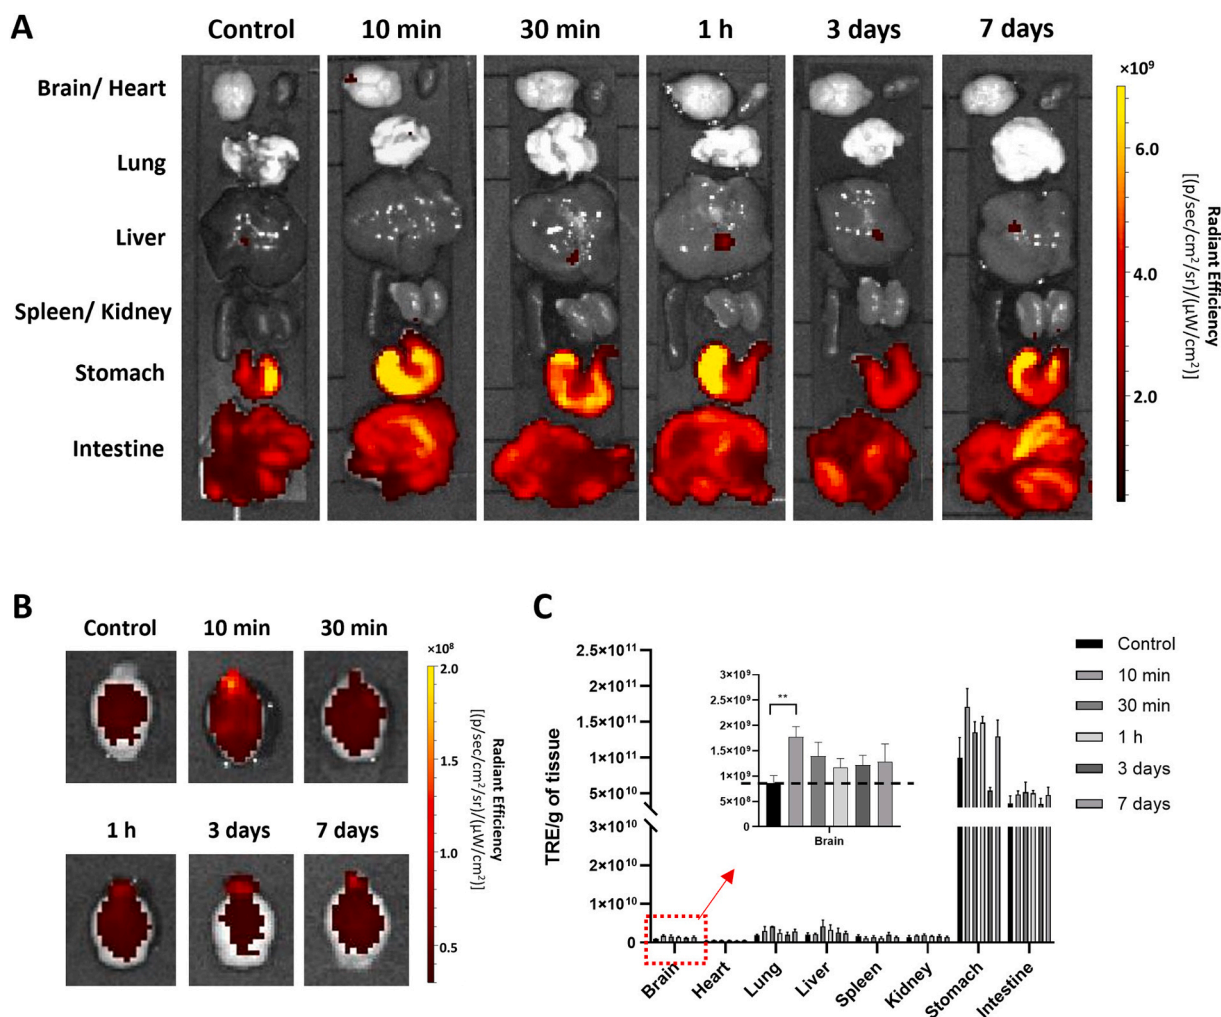 A
Control 10 min 30 min 1 h 3 days 7 days
Brain/ Heart
Lung
Liver
Spleen/ Kidney
Stomach
Intestine
×10⁹
6.0
4.0
2.0
Radiant Efficiency
[(p/sec/cm²/sr)/(µW/cm²)]
B
Control 10 min 30 min
1 h 3 days 7 days
×10⁸
2.0
1.5
1.0
0.5
Radiant Efficiency
[(p/sec/cm²/sr)/(µW/cm²)]
C
TRE/g of tissue
2.5×10¹¹
2×10¹¹
1.5×10¹¹
1×10¹¹
5×10¹⁰
3×10¹⁰
2×10¹⁰
1×10¹⁰
0
3×10⁹
2×10⁹
2×10⁹
1×10⁹
1×10⁹
5×10⁸
0
**
Brain
Brain Heart Lung Liver Spleen Kidney Stomach Intestine
Control
10 min
30 min
1 h
3 days
7 days